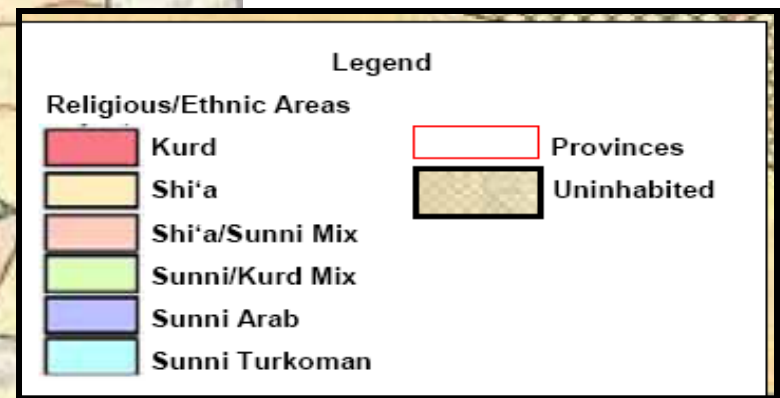 Legend
Religious/Ethnic Areas
Kurd
Provinces
Shi‘a
Uninhabited
Shi‘a/Sunni Mix
Sunni/Kurd Mix
Sunni Arab
Sunni Turkoman